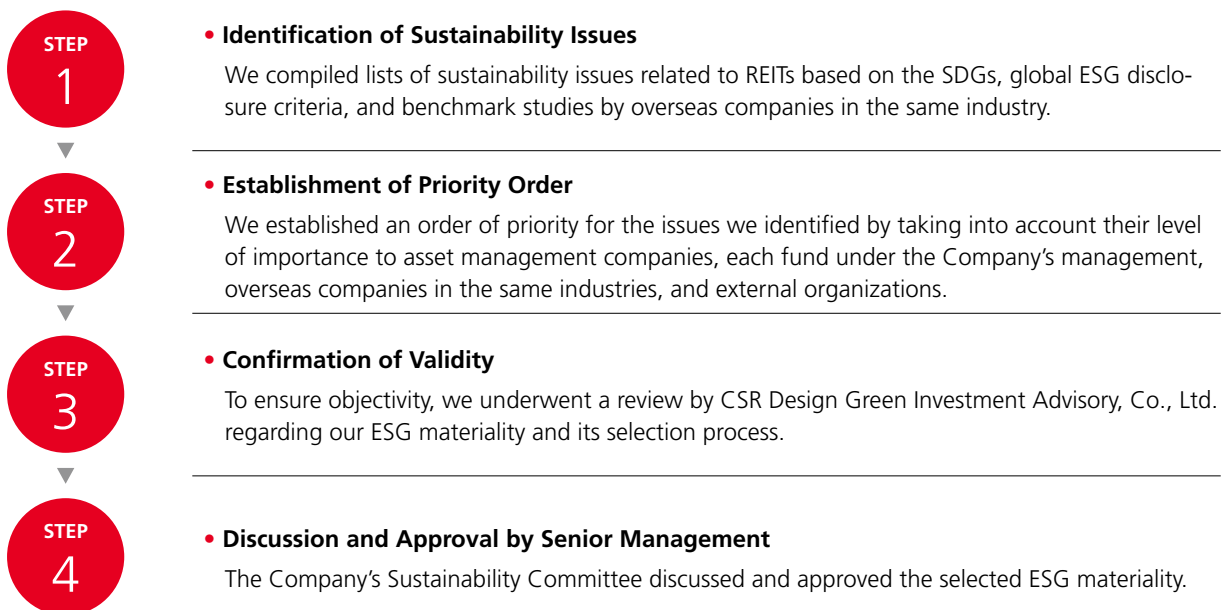 STEP
1
• Identification of Sustainability Issues
We compiled lists of sustainability issues related to REITs based on the SDGs, global ESG disclo-
sure criteria, and benchmark studies by overseas companies in the same industry.
STEP
2
• Establishment of Priority Order
We established an order of priority for the issues we identified by taking into account their level
of importance to asset management companies, each fund under the Company’s management,
overseas companies in the same industries, and external organizations.
STEP
3
• Confirmation of Validity
To ensure objectivity, we underwent a review by CSR Design Green Investment Advisory, Co., Ltd.
regarding our ESG materiality and its selection process.
STEP
4
• Discussion and Approval by Senior Management
The Company’s Sustainability Committee discussed and approved the selected ESG materiality.